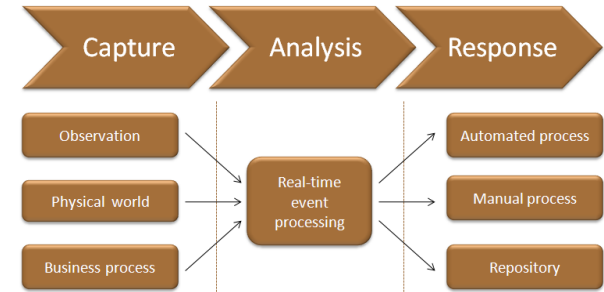 Capture
Analysis
Response
Observation
Physical world
Business process
Real-time
event
processing
Automated process
Manual process
Repository